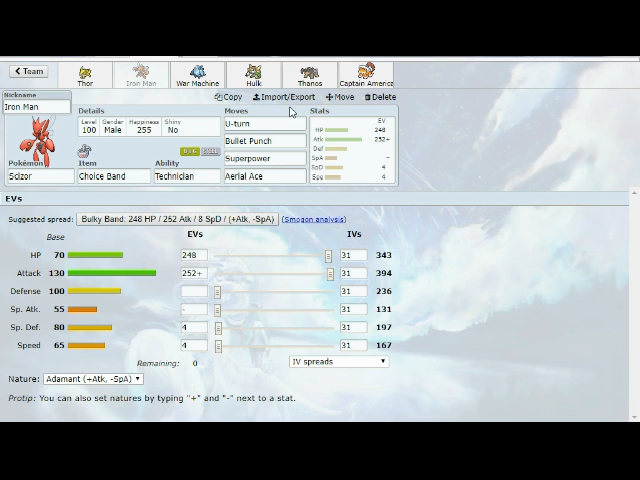 Team
Thor
Iron Man
War Machine
Hulk
Thanos
Captain America
Nickname
Iron Man
Copy Import/Export Move Delete
Details
Level Gender Happiness Shiny
100 Male 255 No
Moves
U-turn
Bullet Punch
Superpower
Aerial Ace
Stats
EV
HP 248
Atk 252+
Def
SpA –
SpD 4
Spe 4
BUG STEEL
Pokémon Item Ability
Scizor Choice Band Technician
EVs
Suggested spread: Bulky Band: 248 HP / 252 Atk / 8 SpD / (+Atk, -SpA) (Smogon analysis)
Base EVs IVs
HP 70 248 31 343
Attack 130 252+ 31 394
Defense 100 31 236
Sp. Atk. 55 - 31 131
Sp. Def. 80 4 31 197
Speed 65 4 31 167
Remaining: 0 IV spreads
Nature: Adamant (+Atk, -SpA)
Protip: You can also set natures by typing "+" and "-" next to a stat.